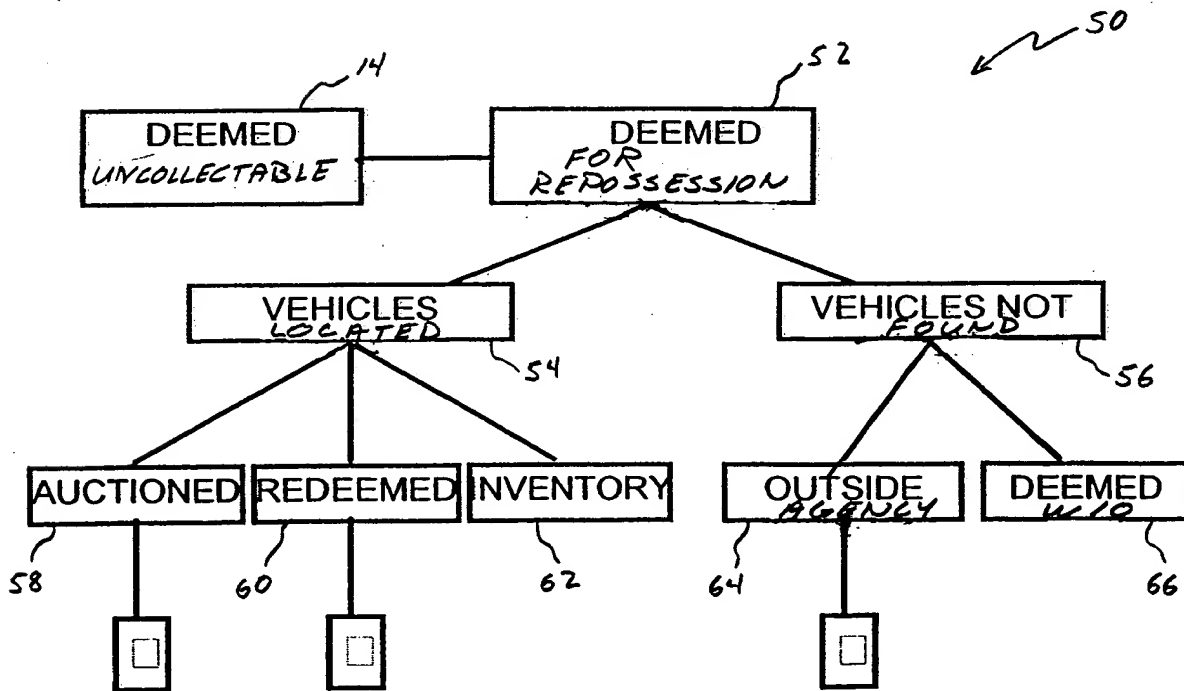 50
14
52
DEEMED
UNCOLLECTABLE
DEEMED
FOR
REPOSSESSION
VEHICLES
LOCATED
54
VEHICLES NOT
FOUND
56
AUCTIONED
58
REDEEMED
60
INVENTORY
62
OUTSIDE
AGENCY
64
DEEMED
W/O
66